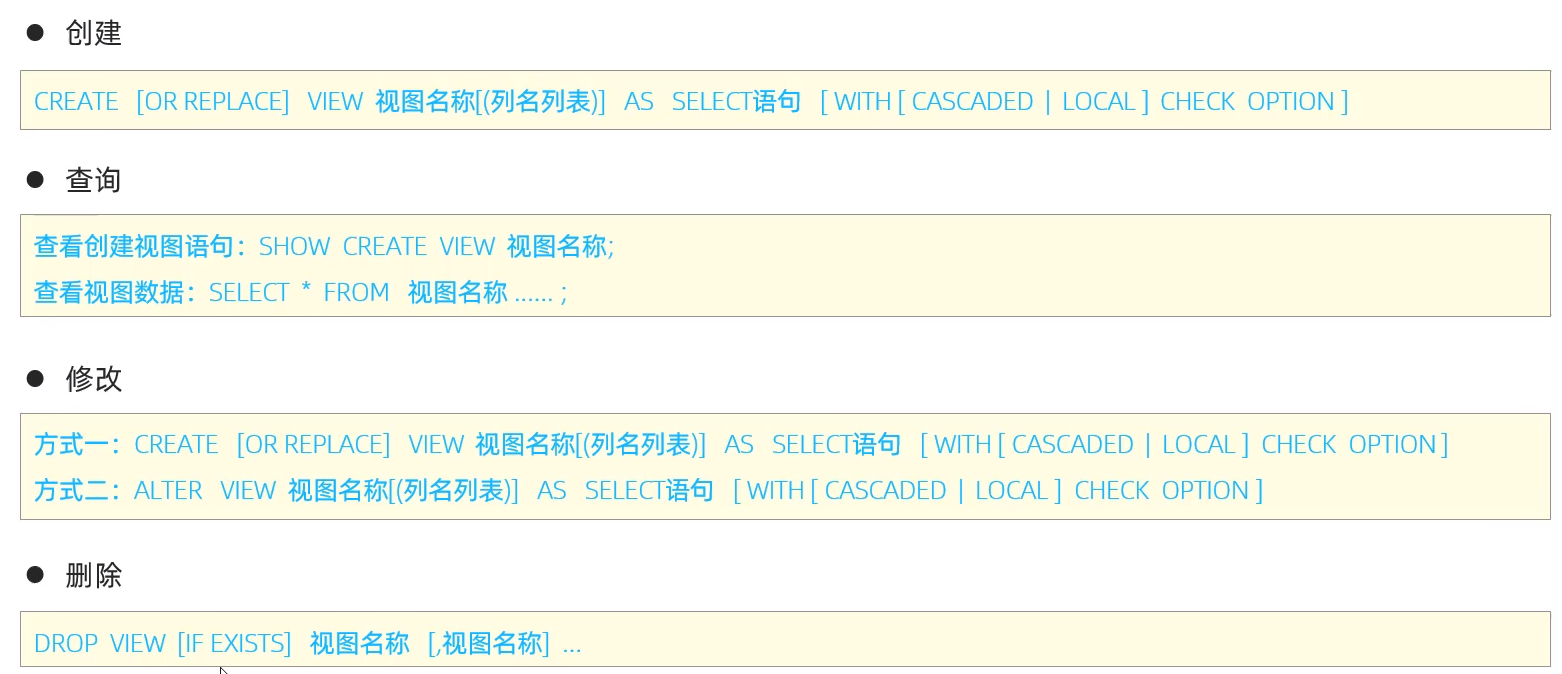 ● 创建
CREATE [OR REPLACE] VIEW 视图名称[(列名列表)] AS SELECT语句 [ WITH [ CASCADED | LOCAL ] CHECK OPTION ]
● 查询
查看创建视图语句：SHOW CREATE VIEW 视图名称;
查看视图数据：SELECT * FROM 视图名称 ...... ;
● 修改
方式一：CREATE [OR REPLACE] VIEW 视图名称[(列名列表)] AS SELECT语句 [ WITH [ CASCADED | LOCAL ] CHECK OPTION ]
方式二：ALTER VIEW 视图名称[(列名列表)] AS SELECT语句 [ WITH [ CASCADED | LOCAL ] CHECK OPTION ]
● 删除
DROP VIEW [IF EXISTS] 视图名称 [,视图名称] ...